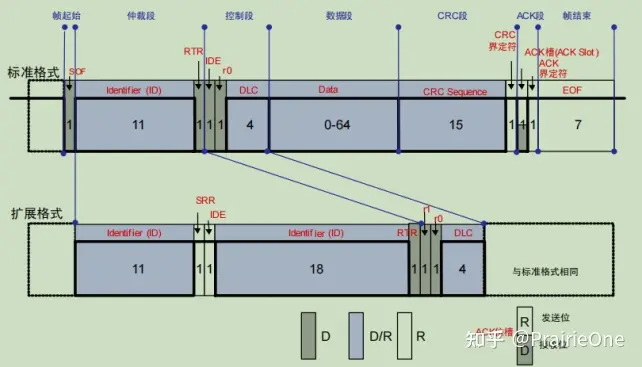 帧起始 仲裁段 控制段 数据段 CRC段 ACK段 帧结束
CRC
界定符
RTR IDE ACK槽(ACK Slot)
ACK
界定符
标准格式 SOF r0
Identifier (ID) DLC Data CRC Sequence EOF
1 11 1 1 1 4 0-64 15 1 1 1 7
扩展格式 SRR IDE r1 r0
Identifier (ID) Identifier (ID) RTR DLC
11 1 1 18 1 1 1 4 与标准格式相同
D D/R R
R 发送位
D 接收位
知乎 @PrairieOne